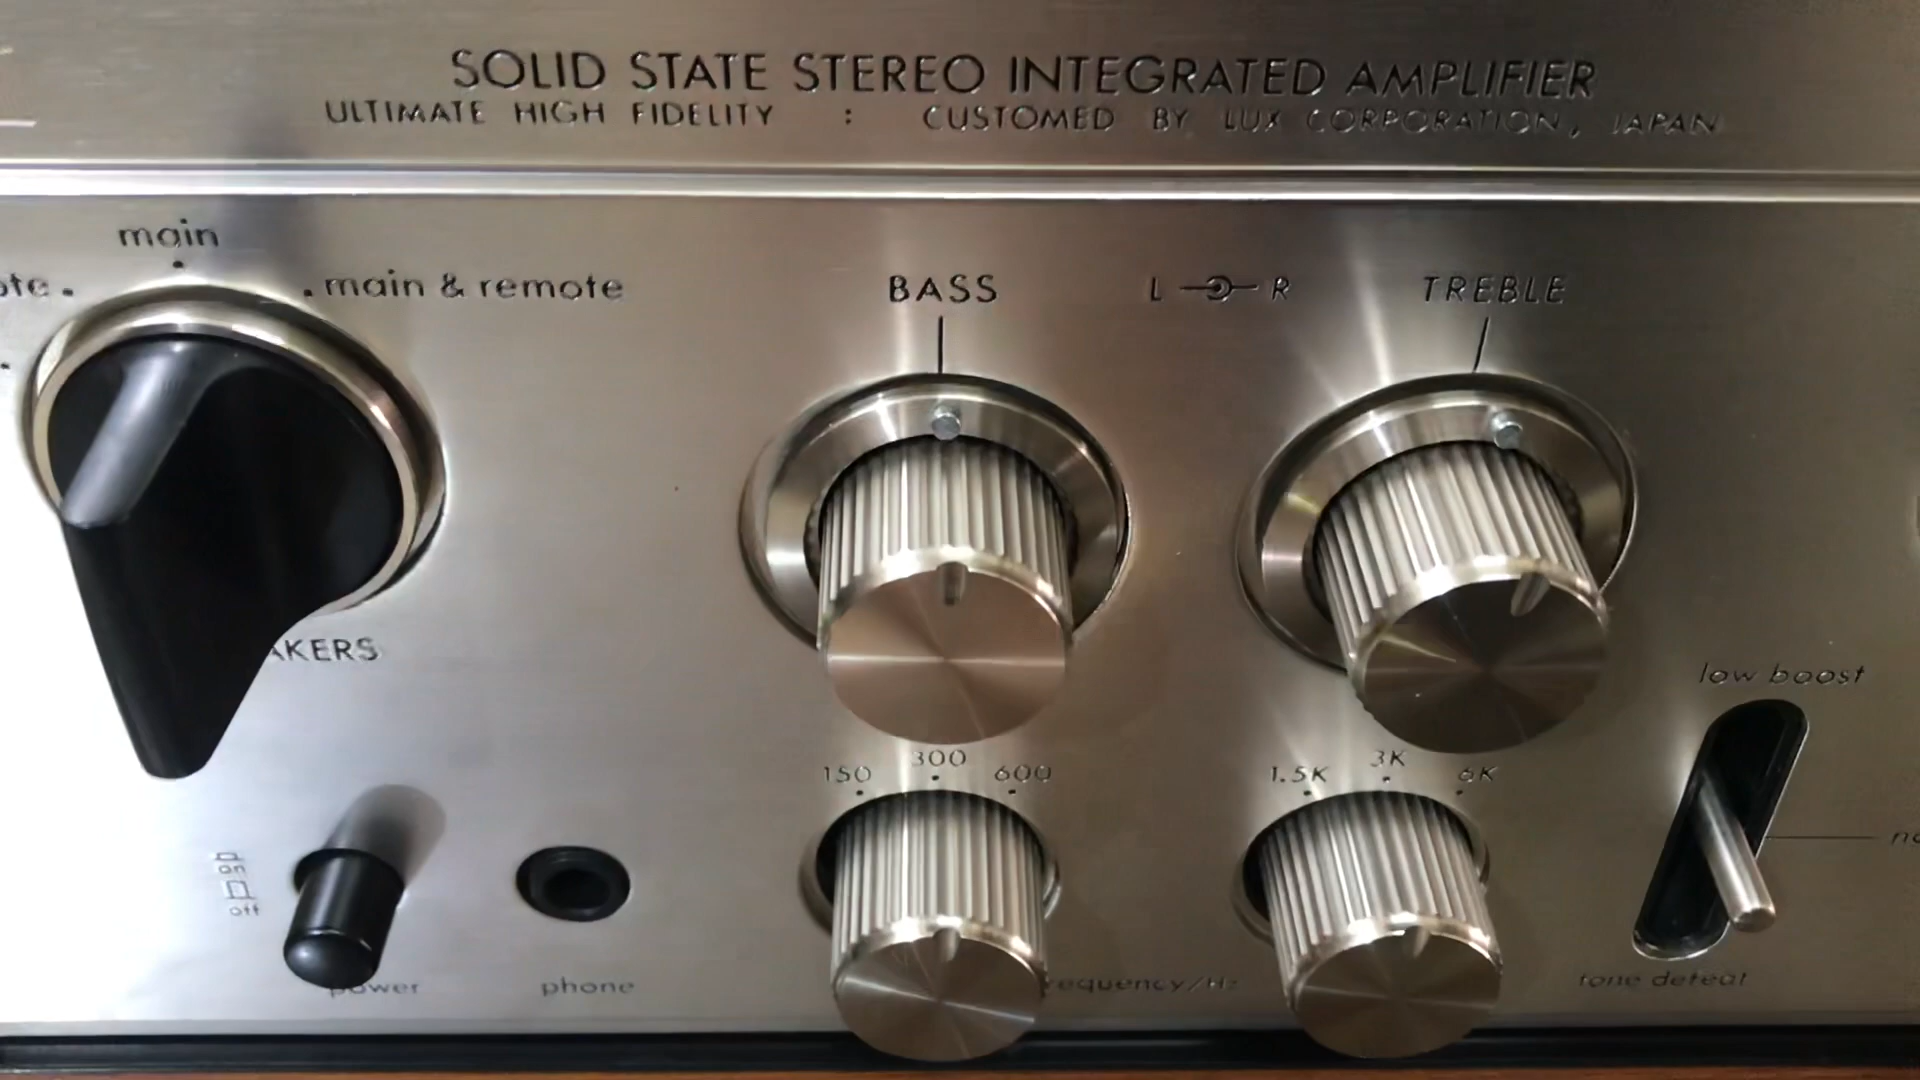 SOLID STATE STEREO INTEGRATED AMPLIFIER
ULTIMATE HIGH FIDELITY : CUSTOMED BY LUX CORPORATION, JAPAN
main
main & remote
BASS
L R
TREBLE
low boost
150 300 600
1.5K 3K 6K
on
off
power
phone
tone defeat